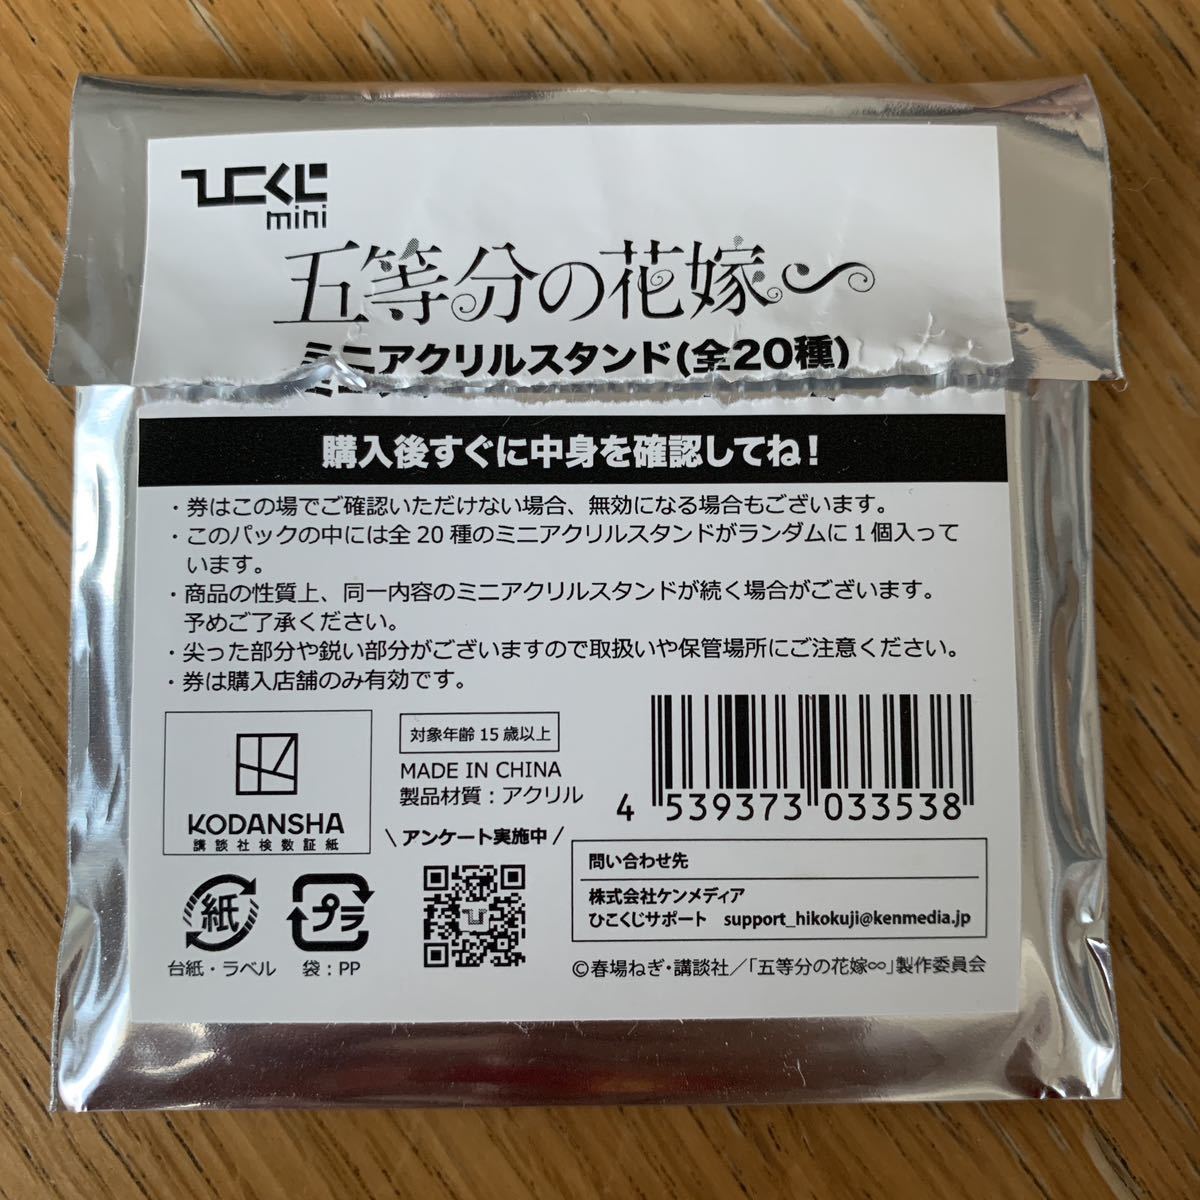 ひこくじ
mini
五等分の花嫁∽
ミニアクリルスタンド(全20種)
購入後すぐに中身を確認してね!
・券はこの場でご確認いただけない場合、無効になる場合もございます。
・このパックの中には全20種のミニアクリルスタンドがランダムに1個入って
います。
・商品の性質上、同一内容のミニアクリルスタンドが続く場合がございます。
予めご了承ください。
・尖った部分や鋭い部分がございますので取扱いや保管場所にご注意ください。
・券は購入店舗のみ有効です。
KODANSHA
講談社検数証紙
対象年齢15歳以上
MADE IN CHINA
製品材質：アクリル
\ アンケート実施中 /
4 539373 033538
紙
台紙・ラベル
プラ
袋：PP
問い合わせ先
株式会社ケンメディア
ひこくじサポート support_hikokuji@kenmedia.jp
©春場ねぎ・講談社／「五等分の花嫁∽」製作委員会